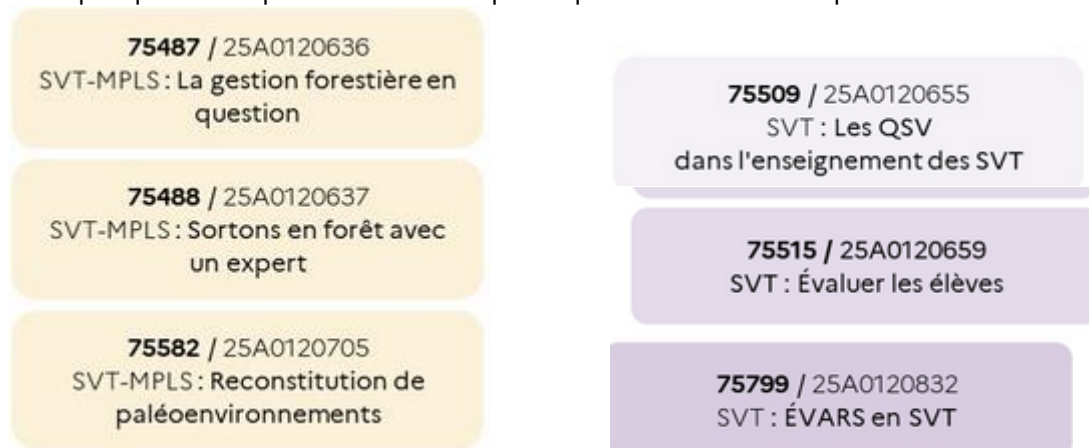 75487 / 25A0120636
SVT-MPLS : La gestion forestière en
question
75488 / 25A0120637
SVT-MPLS : Sortons en forêt avec
un expert
75582 / 25A0120705
SVT-MPLS : Reconstitution de
paléoenvironnements
75509 / 25A0120655
SVT : Les QSV
dans l'enseignement des SVT
75515 / 25A0120659
SVT : Évaluer les élèves
75799 / 25A0120832
SVT : ÉVARS en SVT